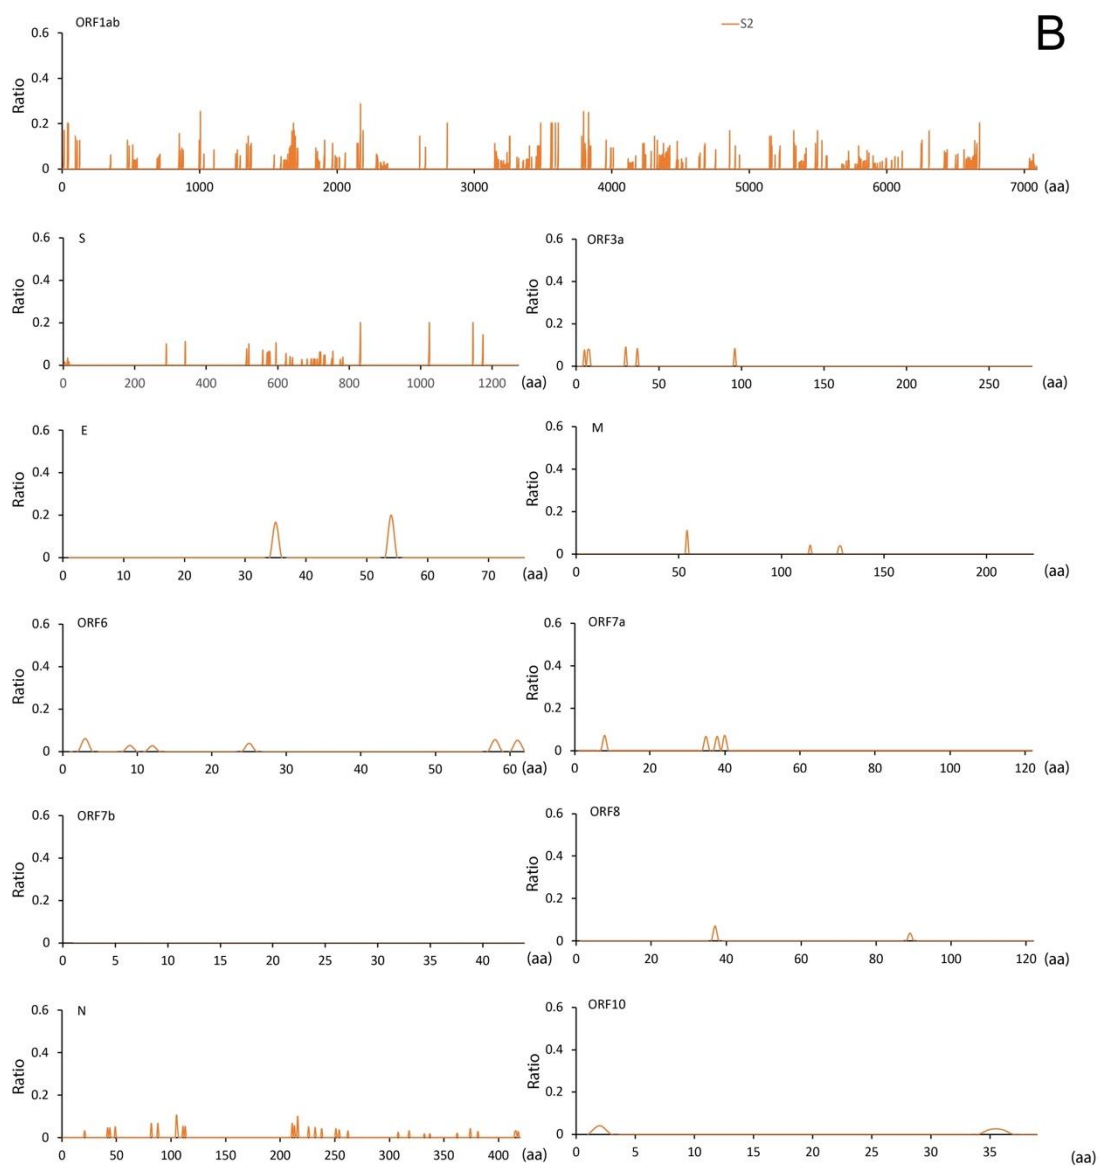 B
ORF1ab
S2
0.6
0.4
0.2
0
Ratio
0 1000 2000 3000 4000 5000 6000 7000 (aa)
S
0.6
0.4
0.2
0
Ratio
0 200 400 600 800 1000 1200 (aa)
ORF3a
0.6
0.4
0.2
0
Ratio
0 50 100 150 200 250 (aa)
E
0.6
0.4
0.2
0
Ratio
0 10 20 30 40 50 60 70 (aa)
M
0.6
0.4
0.2
0
Ratio
0 50 100 150 200 (aa)
ORF6
0.6
0.4
0.2
0
Ratio
0 10 20 30 40 50 60 (aa)
ORF7a
0.6
0.4
0.2
0
Ratio
0 20 40 60 80 100 120 (aa)
ORF7b
0.6
0.4
0.2
0
Ratio
0 5 10 15 20 25 30 35 40 (aa)
ORF8
0.6
0.4
0.2
0
Ratio
0 20 40 60 80 100 120 (aa)
N
0.6
0.4
0.2
0
Ratio
0 50 100 150 200 250 300 350 400 (aa)
ORF10
0.6
0.4
0.2
0
Ratio
0 5 10 15 20 25 30 35 (aa)